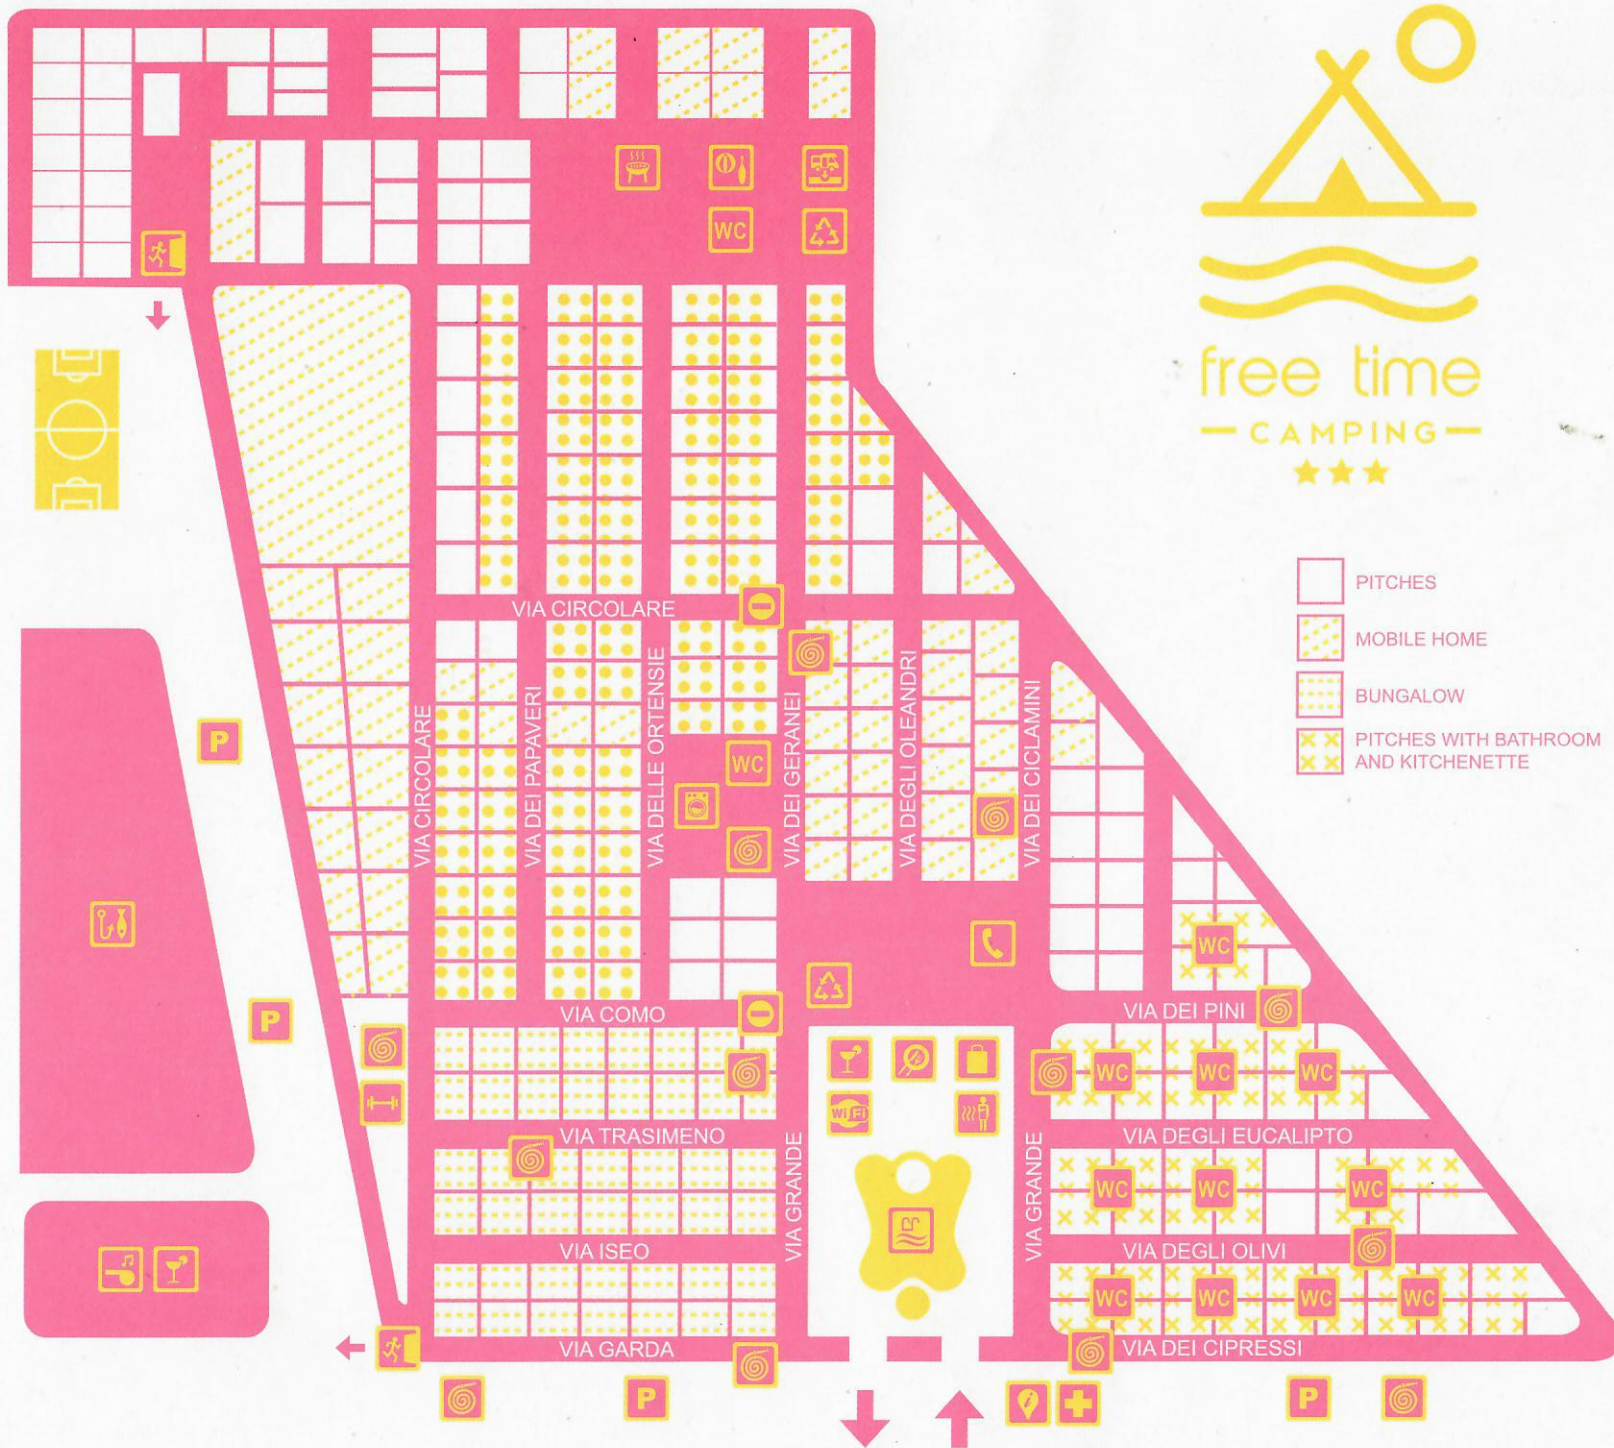 free time
CAMPING
PITCHES
MOBILE HOME
BUNGALOW
PITCHES WITH BATHROOM
AND KITCHENETTE
WC
VIA CIRCOLARE
VIA CIRCOLARE
VIA DEI PAPAVERI
VIA DELLE ORTENSIE
VIA DEI GERANEI
VIA DEGLI OLEANDRI
VIA DEI CICLAMINI
P
WC
WC
P
VIA COMO
VIA DEI PINI
WC
WC
WC
WiFi
VIA TRASIMENO
VIA DEGLI EUCALIPTO
VIA GRANDE
VIA GRANDE
WC
WC
WC
VIA ISEO
VIA DEGLI OLIVI
WC
WC
WC
WC
VIA GARDA
VIA DEI CIPRESSI
P
i
P